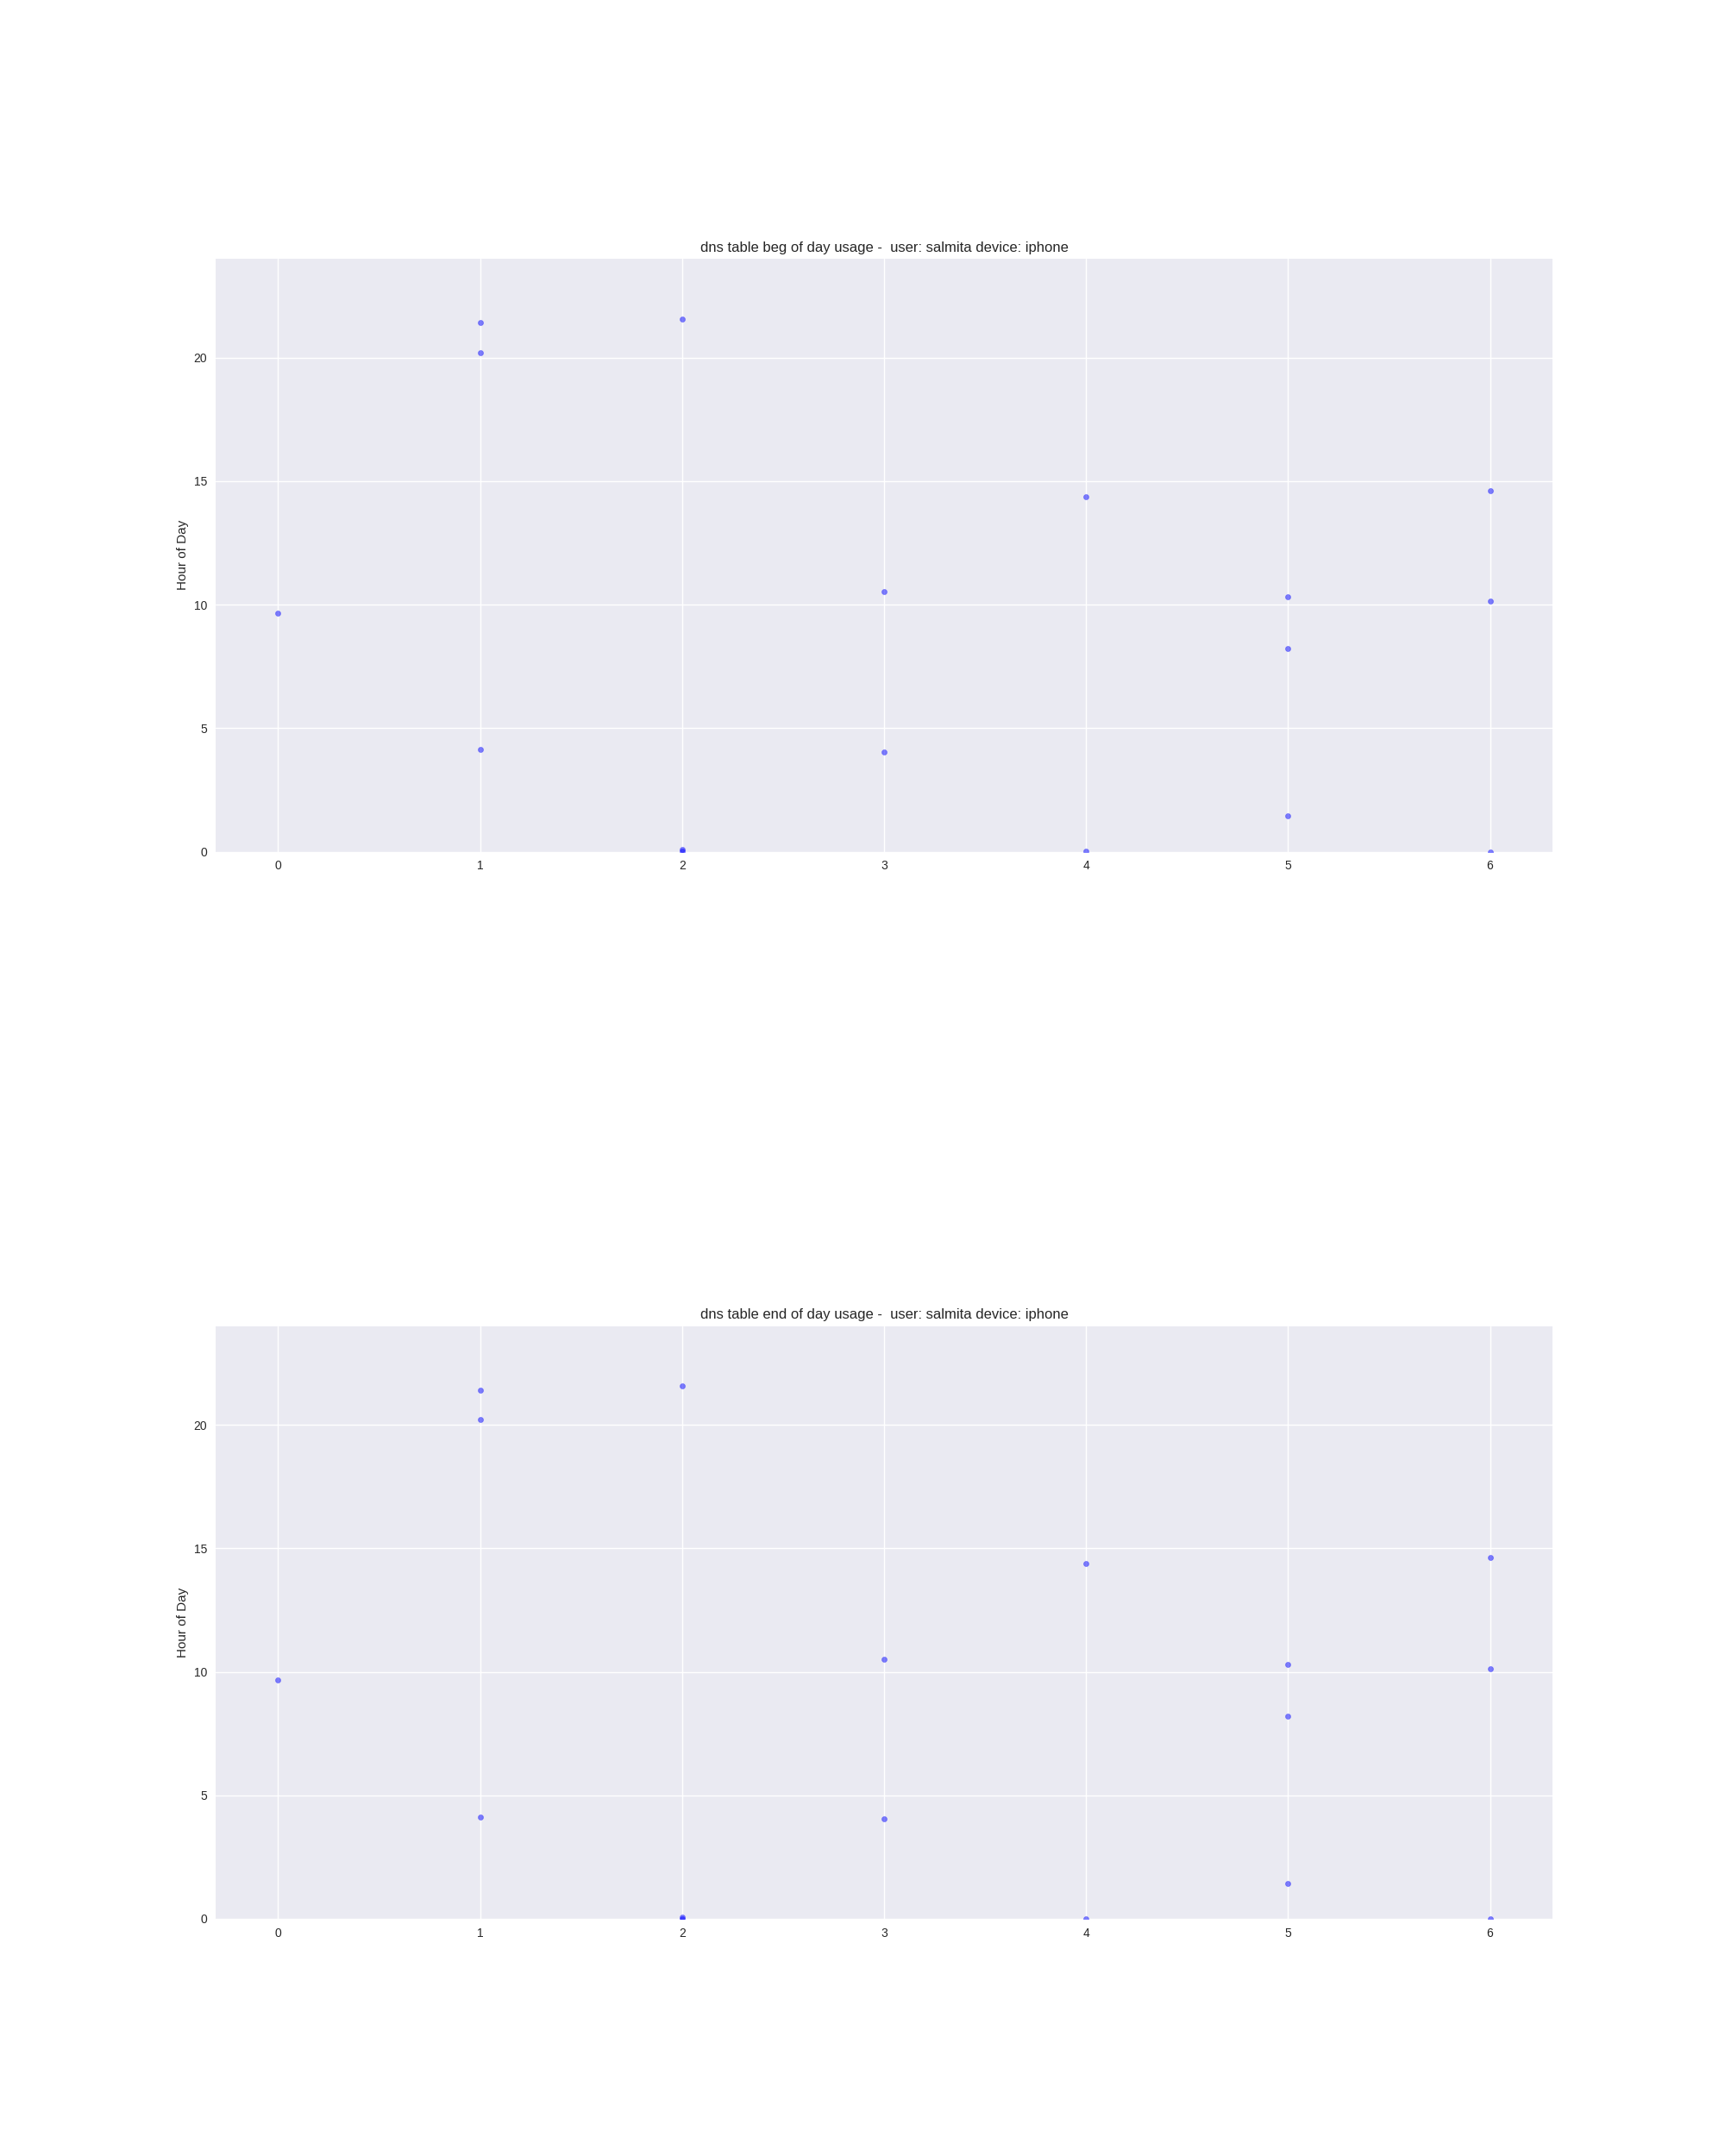 dns table beg of day usage -  user: salmita device: iphone
Hour of Day
20
15
10
5
0
0 1 2 3 4 5 6
dns table end of day usage -  user: salmita device: iphone
Hour of Day
20
15
10
5
0
0 1 2 3 4 5 6